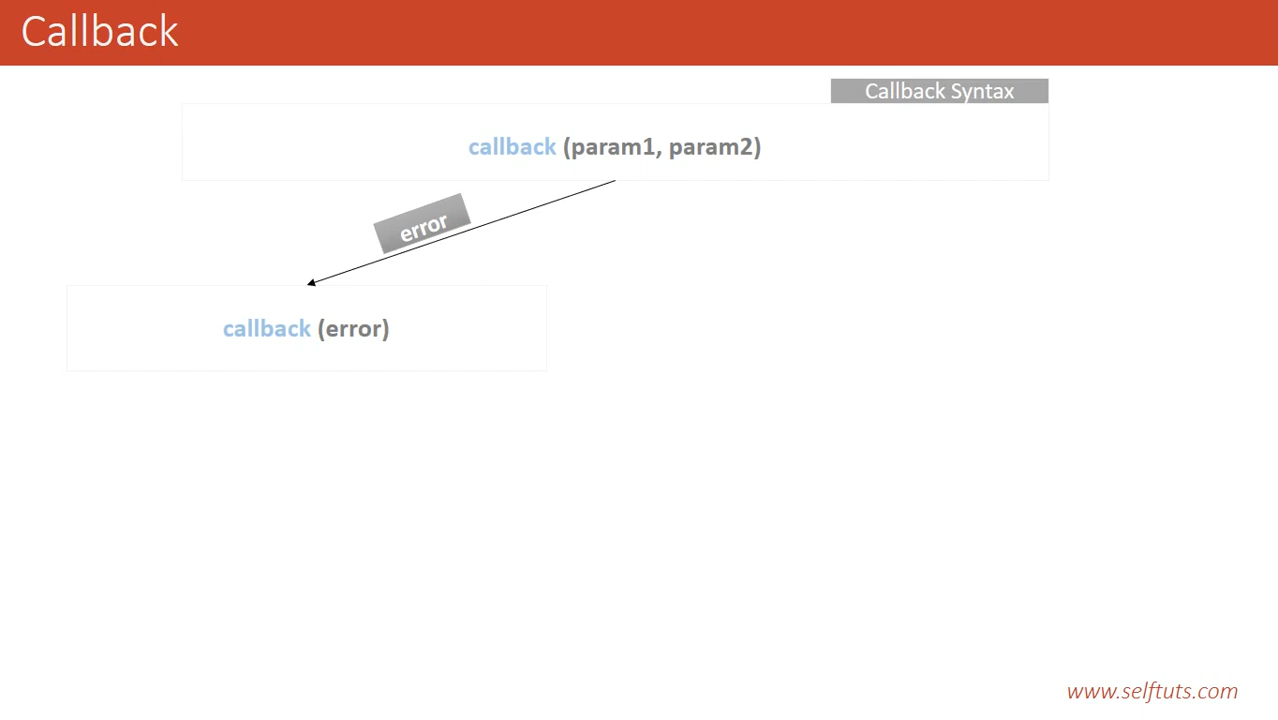 Callback
Callback Syntax
callback (param1, param2)
error
callback (error)
www.selftuts.com